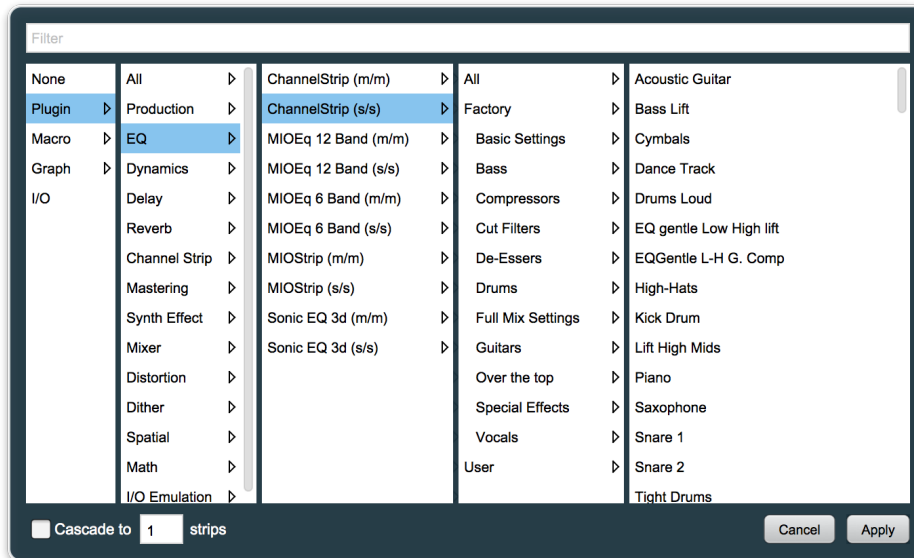 Filter
None
Plugin
Macro
Graph
I/O
All
Production
EQ
Dynamics
Delay
Reverb
Channel Strip
Mastering
Synth Effect
Mixer
Distortion
Dither
Spatial
Math
I/O Emulation
ChannelStrip (m/m)
ChannelStrip (s/s)
MIOEq 12 Band (m/m)
MIOEq 12 Band (s/s)
MIOEq 6 Band (m/m)
MIOEq 6 Band (s/s)
MIOStrip (m/m)
MIOStrip (s/s)
Sonic EQ 3d (m/m)
Sonic EQ 3d (s/s)
All
Factory
Basic Settings
Bass
Compressors
Cut Filters
De-Essers
Drums
Full Mix Settings
Guitars
Over the top
Special Effects
Vocals
User
Acoustic Guitar
Bass Lift
Cymbals
Dance Track
Drums Loud
EQ gentle Low High lift
EQGentle L-H G. Comp
High-Hats
Kick Drum
Lift High Mids
Piano
Saxophone
Snare 1
Snare 2
Tight Drums
Cascade to 1 strips
Cancel
Apply